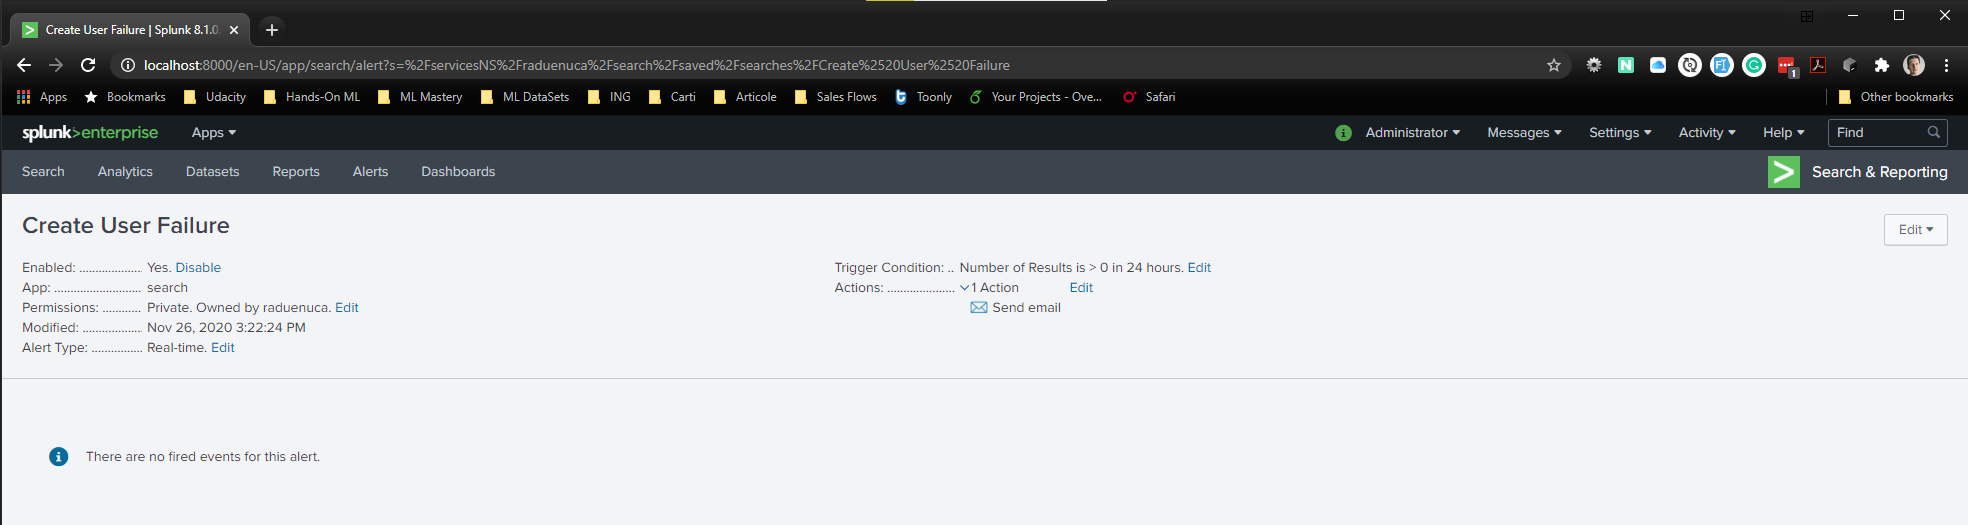 Create User Failure | Splunk 8.1.0
localhost:8000/en-US/app/search/alert?s=%2FservicesNS%2Fraduenuca%2Fsearch%2Fsaved%2Fsearches%2FCreate%2520User%2520Failure
1
Apps Bookmarks Udacity Hands-On ML ML Mastery ML DataSets ING Carti Articole Sales Flows Toonly Your Projects - Ove... Safari Other bookmarks
splunk>enterprise Apps Administrator Messages Settings Activity Help Find
Search Analytics Datasets Reports Alerts Dashboards Search & Reporting
Create User Failure
Edit
Enabled: .................... Yes. Disable
App: ........................... search
Permissions: ............ Private. Owned by raduenuca. Edit
Modified: ................... Nov 26, 2020 3:22:24 PM
Alert Type: ................ Real-time. Edit
Trigger Condition: .. Number of Results is > 0 in 24 hours. Edit
Actions: ..................... 1 Action Edit
Send email
There are no fired events for this alert.